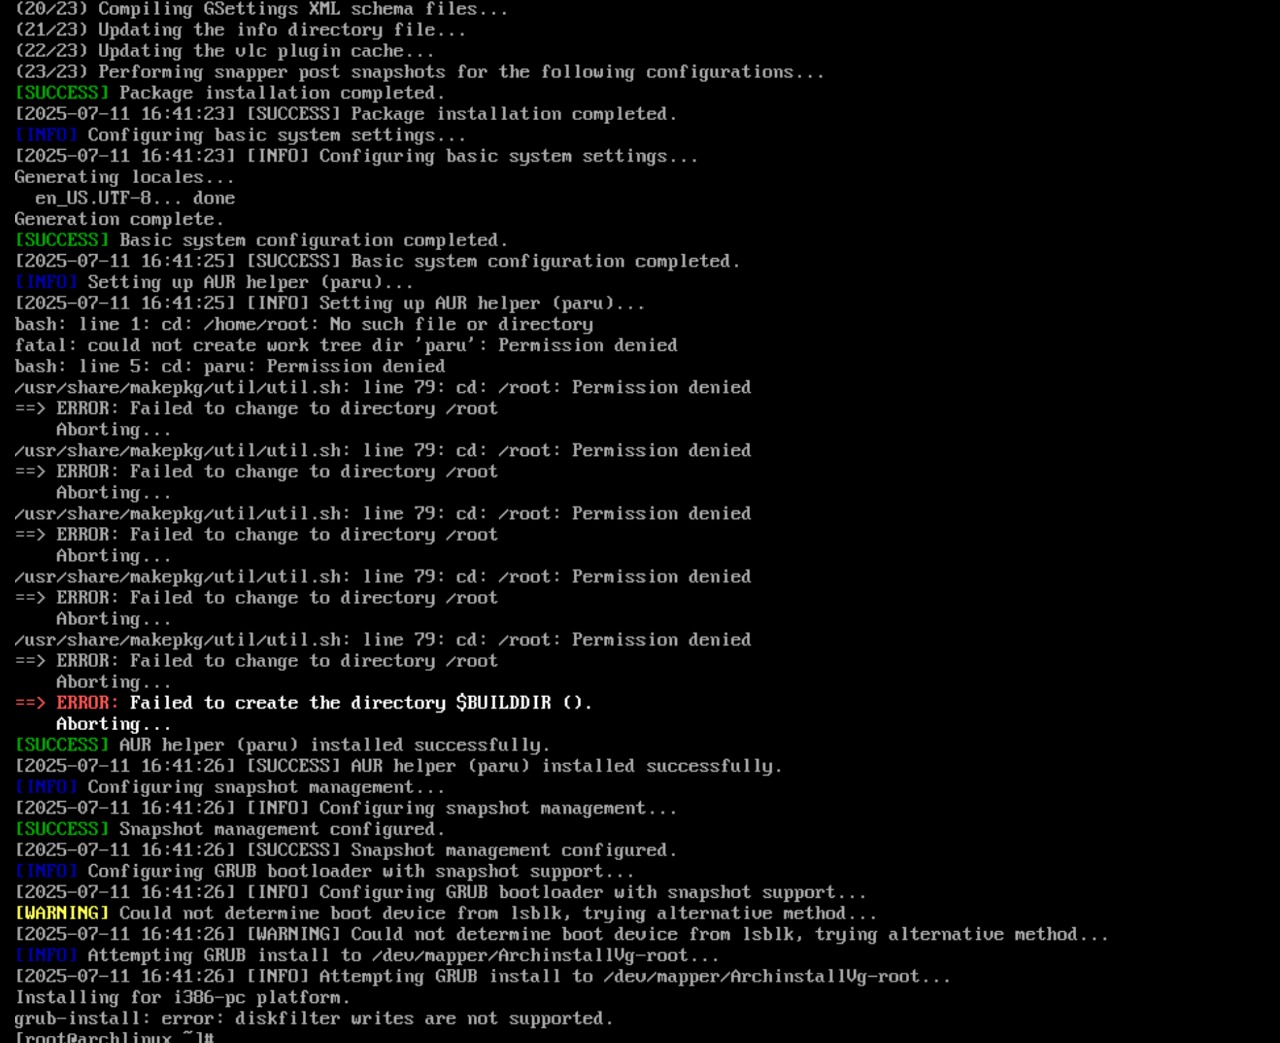 (20/23) Compiling GSettings XML schema files...
(21/23) Updating the info directory file...
(22/23) Updating the vlc plugin cache...
(23/23) Performing snapper post snapshots for the following configurations...
[SUCCESS] Package installation completed.
[2025-07-11 16:41:23] [SUCCESS] Package installation completed.
[INFO] Configuring basic system settings...
[2025-07-11 16:41:23] [INFO] Configuring basic system settings...
Generating locales...
  en_US.UTF-8... done
Generation complete.
[SUCCESS] Basic system configuration completed.
[2025-07-11 16:41:25] [SUCCESS] Basic system configuration completed.
[INFO] Setting up AUR helper (paru)...
[2025-07-11 16:41:25] [INFO] Setting up AUR helper (paru)...
bash: line 1: cd: /home/root: No such file or directory
fatal: could not create work tree dir 'paru': Permission denied
bash: line 5: cd: paru: Permission denied
/usr/share/makepkg/util/util.sh: line 79: cd: /root: Permission denied
==> ERROR: Failed to change to directory /root
    Aborting...
/usr/share/makepkg/util/util.sh: line 79: cd: /root: Permission denied
==> ERROR: Failed to change to directory /root
    Aborting...
/usr/share/makepkg/util/util.sh: line 79: cd: /root: Permission denied
==> ERROR: Failed to change to directory /root
    Aborting...
/usr/share/makepkg/util/util.sh: line 79: cd: /root: Permission denied
==> ERROR: Failed to change to directory /root
    Aborting...
/usr/share/makepkg/util/util.sh: line 79: cd: /root: Permission denied
==> ERROR: Failed to change to directory /root
    Aborting...
==> ERROR: Failed to create the directory $BUILDDIR ().
    Aborting...
[SUCCESS] AUR helper (paru) installed successfully.
[2025-07-11 16:41:26] [SUCCESS] AUR helper (paru) installed successfully.
[INFO] Configuring snapshot management...
[2025-07-11 16:41:26] [INFO] Configuring snapshot management...
[SUCCESS] Snapshot management configured.
[2025-07-11 16:41:26] [SUCCESS] Snapshot management configured.
[INFO] Configuring GRUB bootloader with snapshot support...
[2025-07-11 16:41:26] [INFO] Configuring GRUB bootloader with snapshot support...
[WARNING] Could not determine boot device from lsblk, trying alternative method...
[2025-07-11 16:41:26] [WARNING] Could not determine boot device from lsblk, trying alternative method...
[INFO] Attempting GRUB install to /dev/mapper/ArchinstallVg-root...
[2025-07-11 16:41:26] [INFO] Attempting GRUB install to /dev/mapper/ArchinstallVg-root...
Installing for i386-pc platform.
grub-install: error: diskfilter writes are not supported.
[root@archlinux ~]#